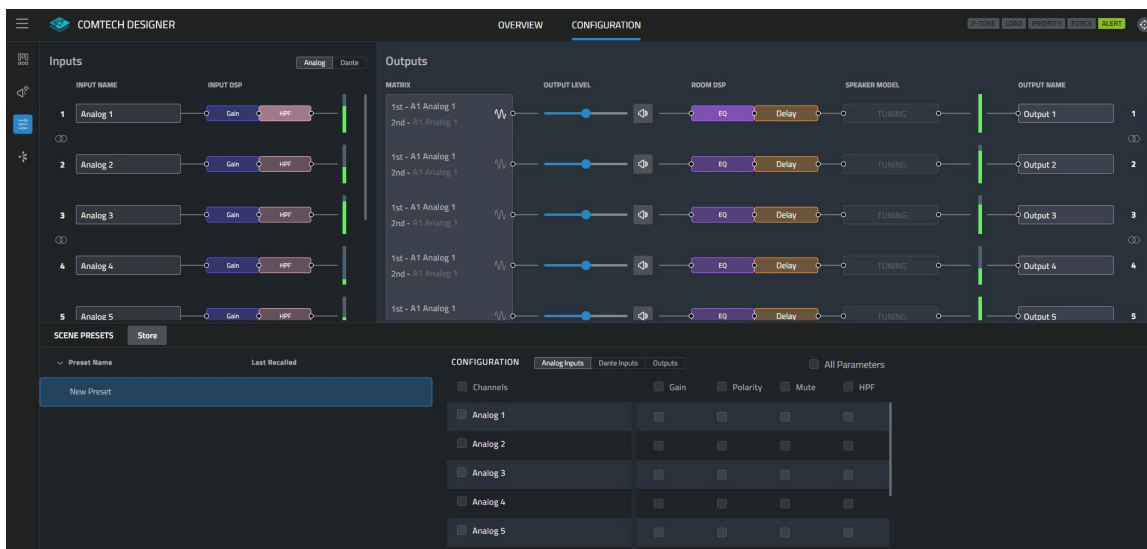 COMTECH DESIGNER
OVERVIEW CONFIGURATION
P-TONE LOAD PRIORITY FORCE ALERT
Inputs Analog Dante
INPUT NAME INPUT DSP
1 Analog 1 Gain HPF
2 Analog 2 Gain HPF
3 Analog 3 Gain HPF
4 Analog 4 Gain HPF
5 Analog 5 Gain HPF
Outputs
MATRIX OUTPUT LEVEL ROOM DSP SPEAKER MODEL OUTPUT NAME
1st - A1 Analog 1
2nd - A1 Analog 1
EQ Delay TUNING Output 1 1
1st - A1 Analog 1
2nd - A1 Analog 1
EQ Delay TUNING Output 2 2
1st - A1 Analog 1
2nd - A1 Analog 1
EQ Delay TUNING Output 3 3
1st - A1 Analog 1
2nd - A1 Analog 1
EQ Delay TUNING Output 4 4
1st - A1 Analog 1
EQ Delay TUNING Output 5 5
SCENE PRESETS Store
Preset Name Last Recalled
New Preset
CONFIGURATION Analog Inputs Dante Inputs Outputs All Parameters
Channels Gain Polarity Mute HPF
Analog 1
Analog 2
Analog 3
Analog 4
Analog 5